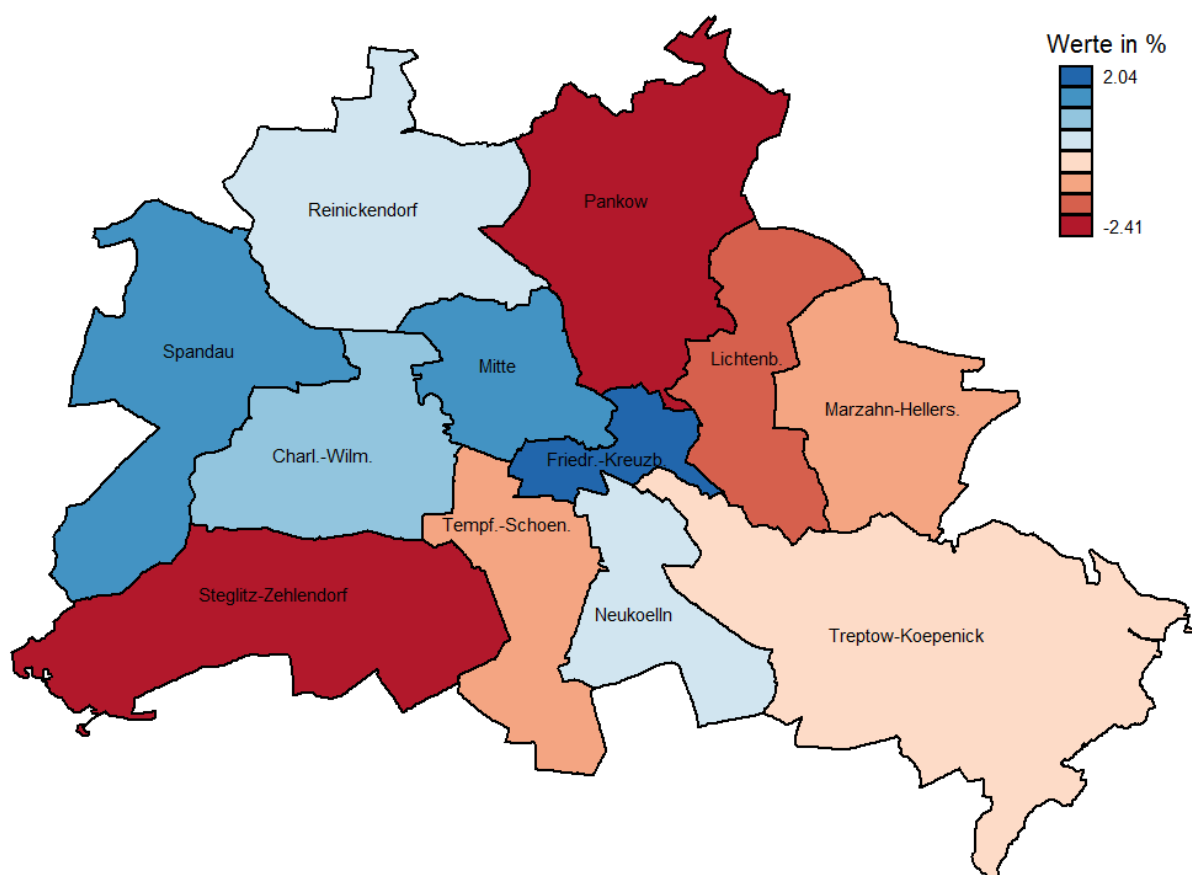 Werte in %
2.04
-2.41
Reinickendorf
Pankow
Spandau
Mitte
Lichtenb.
Marzahn-Hellers.
Charl.-Wilm.
Friedr.-Kreuzb.
Tempf.-Schoen.
Steglitz-Zehlendorf
Neukoelln
Treptow-Koepenick